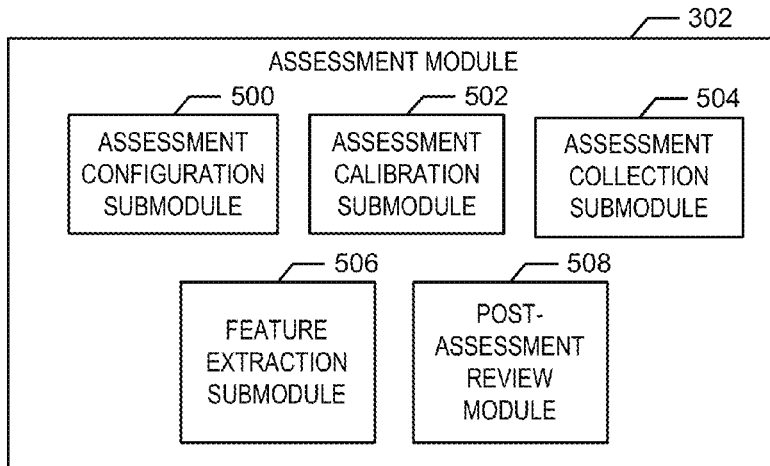 302
ASSESSMENT MODULE
500
ASSESSMENT
CONFIGURATION
SUBMODULE
502
ASSESSMENT
CALIBRATION
SUBMODULE
504
ASSESSMENT
COLLECTION
SUBMODULE
506
FEATURE
EXTRACTION
SUBMODULE
508
POST-
ASSESSMENT
REVIEW
MODULE